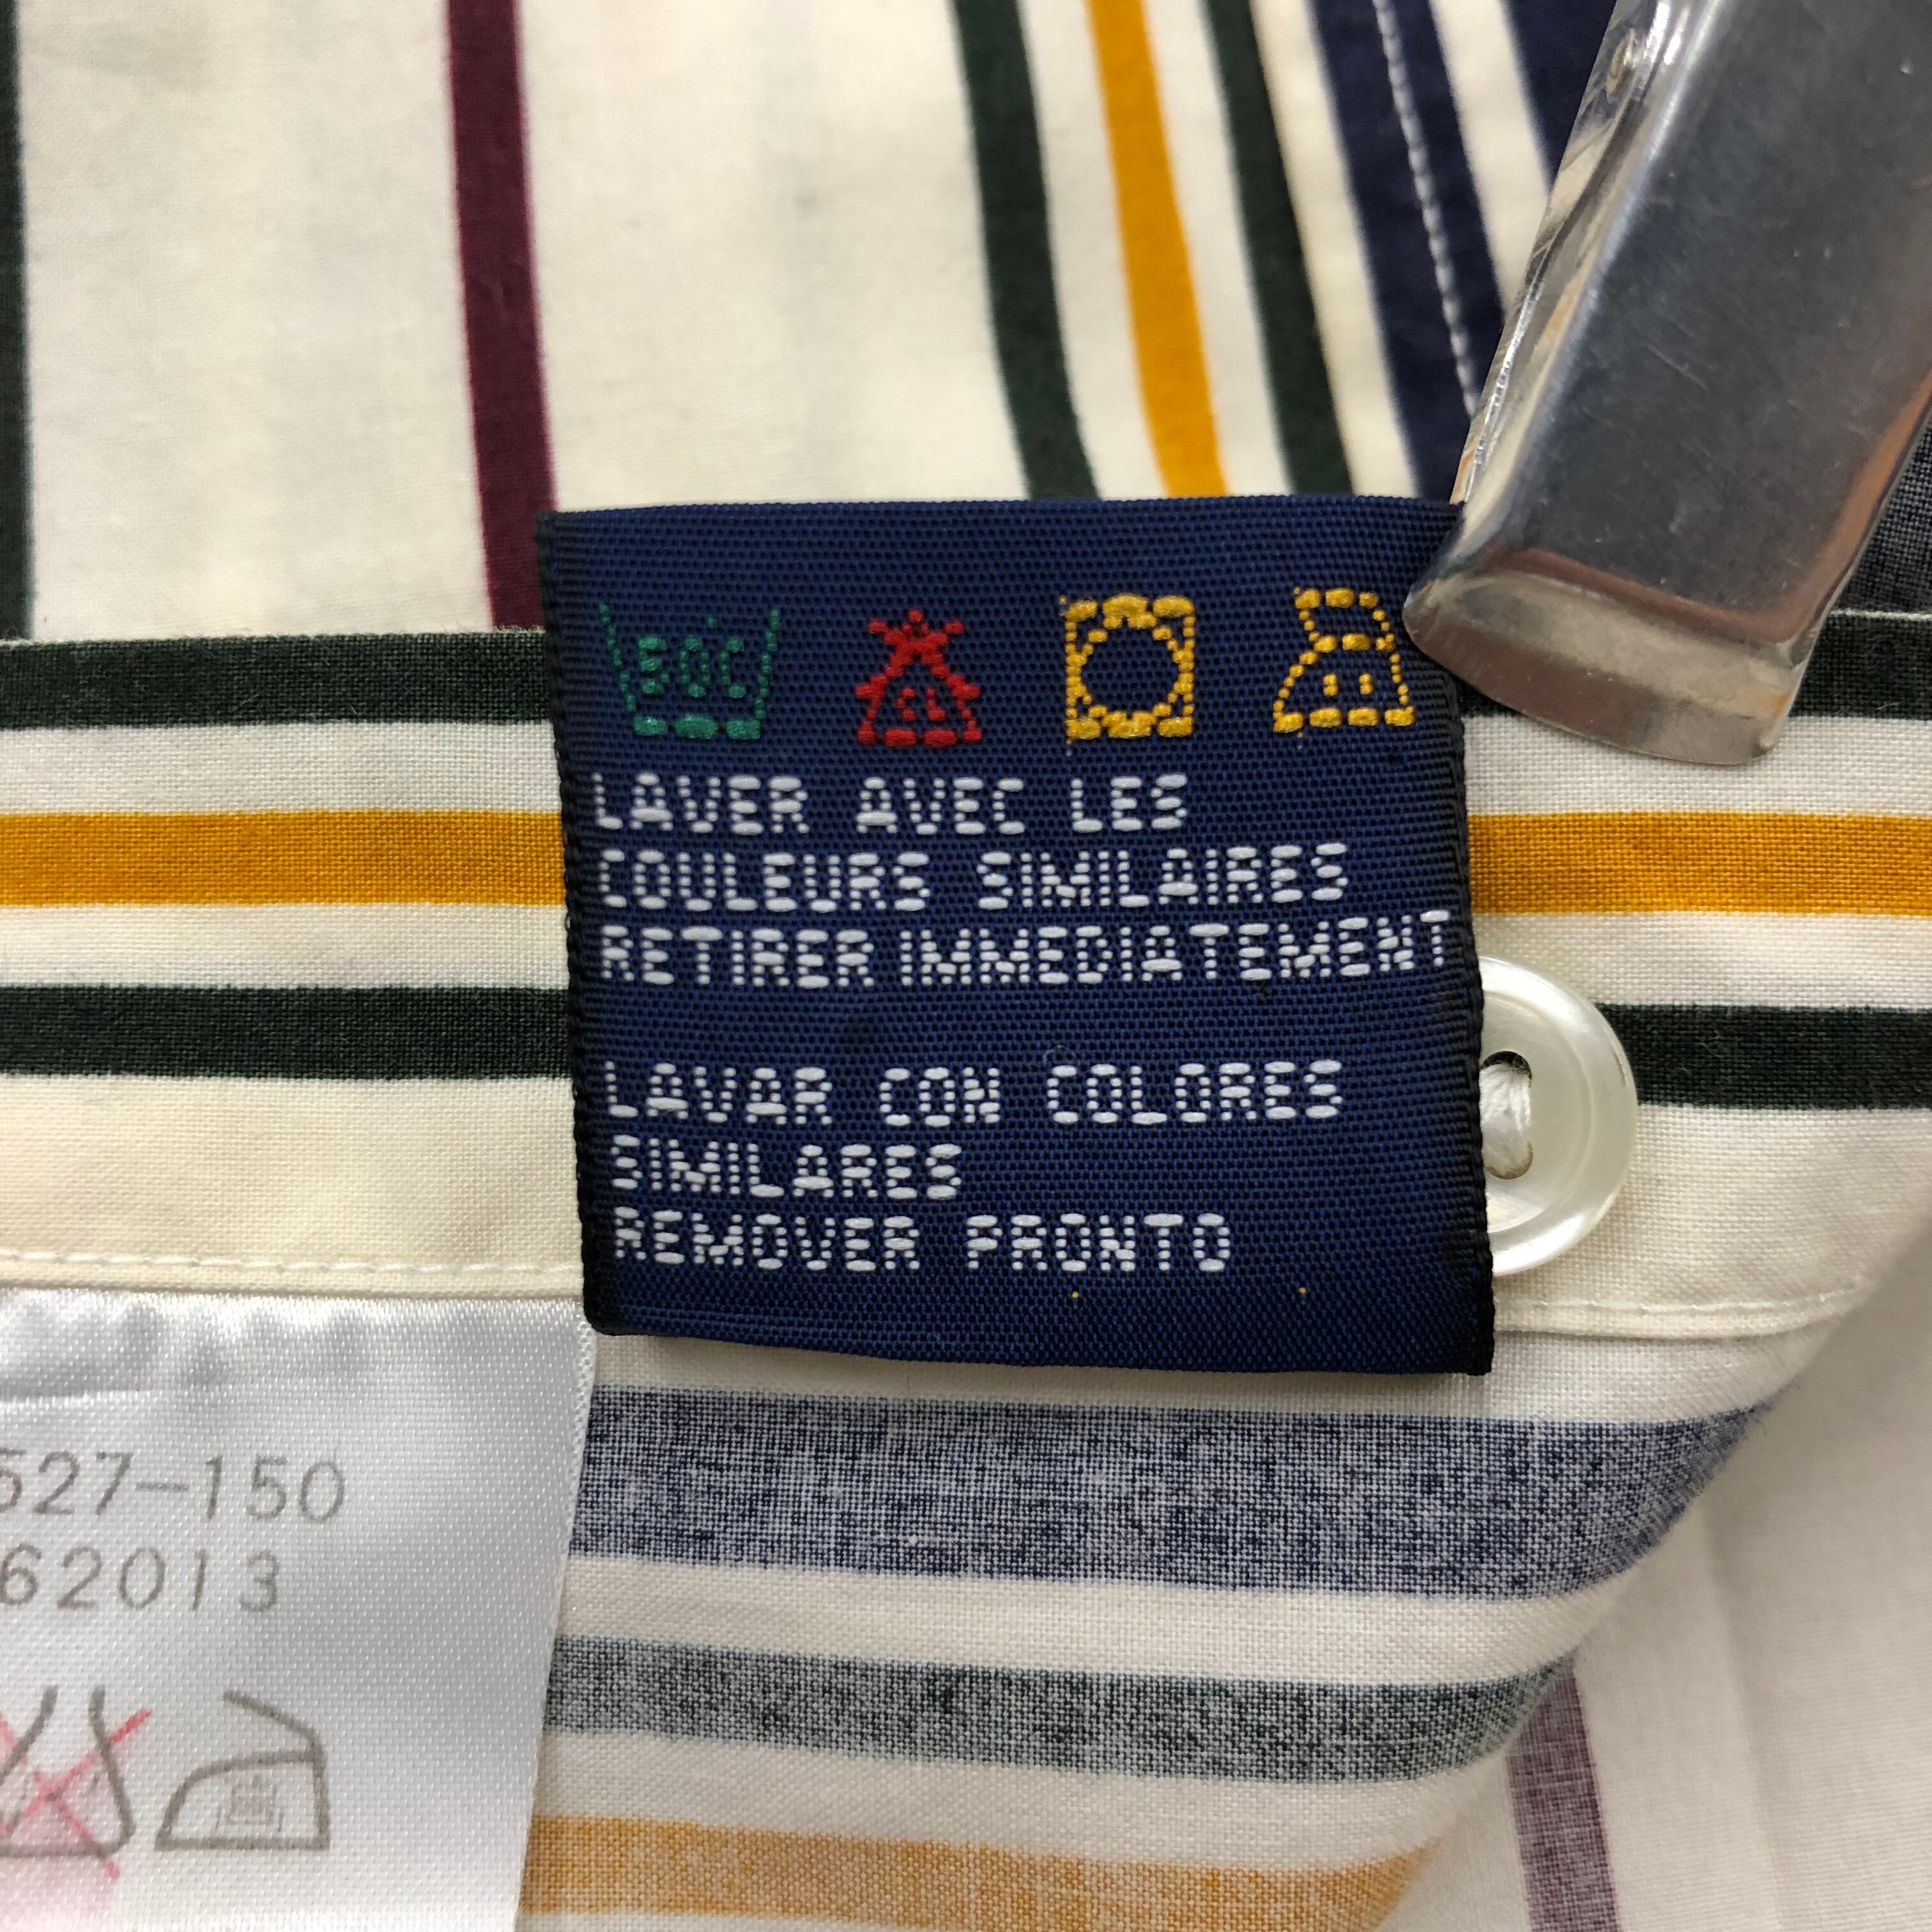 50C
CL
LAVER AVEC LES
COULEURS SIMILAIRES
RETIRER IMMEDIATEMENT
LAVAR CON COLORES
SIMILARES
REMOVER PRONTO
527-150
62013